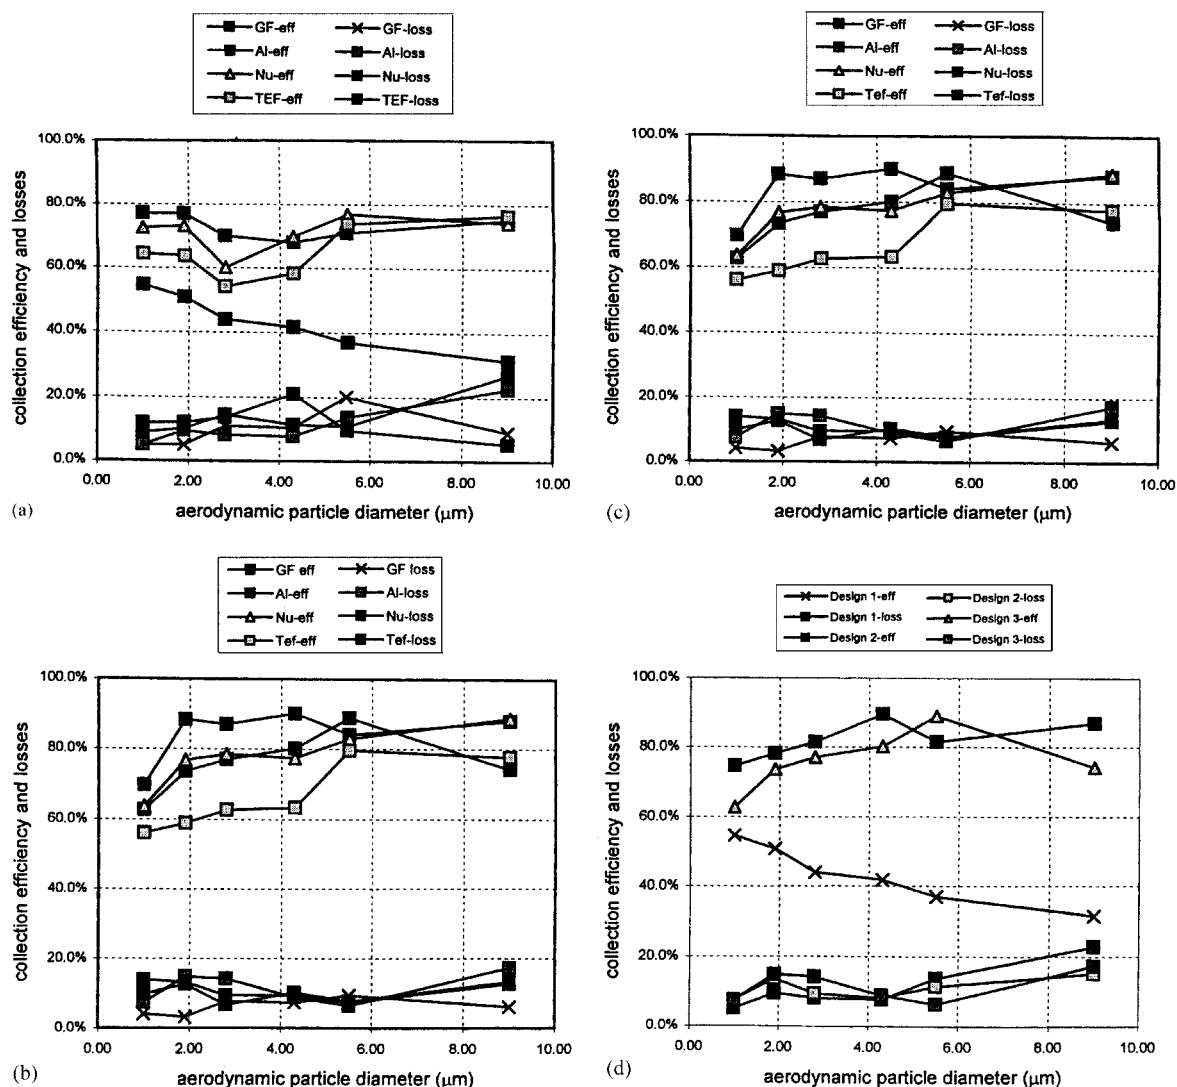 GF-eff GF-loss
Al-eff Al-loss
Nu-eff Nu-loss
TEF-eff TEF-loss
100.0%
80.0%
60.0%
40.0%
20.0%
0.0%
collection efficiency and losses
0.00 2.00 4.00 6.00 8.00 10.00
(a) aerodynamic particle diameter (μm)
GF-eff GF-loss
Al-eff Al-loss
Nu-eff Nu-loss
Tef-eff Tef-loss
100.0%
80.0%
60.0%
40.0%
20.0%
0.0%
collection efficiency and losses
0.00 2.00 4.00 6.00 8.00 10.00
(c) aerodynamic particle diameter (μm)
GF eff GF loss
Al-eff Al-loss
Nu-eff Nu-loss
Tef-eff Tef-loss
100.0%
80.0%
60.0%
40.0%
20.0%
0.0%
collection efficiency and losses
0.00 2.00 4.00 6.00 8.00 10.00
(b) aerodynamic particle diameter (μm)
Design 1-eff Design 2-loss
Design 1-loss Design 3-eff
Design 2-eff Design 3-loss
100.0%
80.0%
60.0%
40.0%
20.0%
0.0%
collection efficiency and losses
0.00 2.00 4.00 6.00 8.00 10.00
(d) aerodynamic particle diameter (μm)